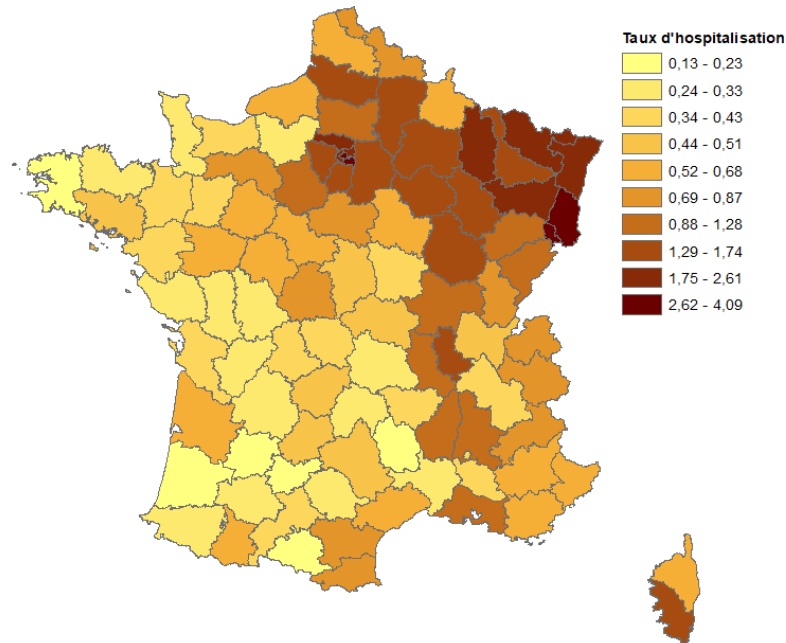 Taux d'hospitalisation
0,13 - 0,23
0,24 - 0,33
0,34 - 0,43
0,44 - 0,51
0,52 - 0,68
0,69 - 0,87
0,88 - 1,28
1,29 - 1,74
1,75 - 2,61
2,62 - 4,09